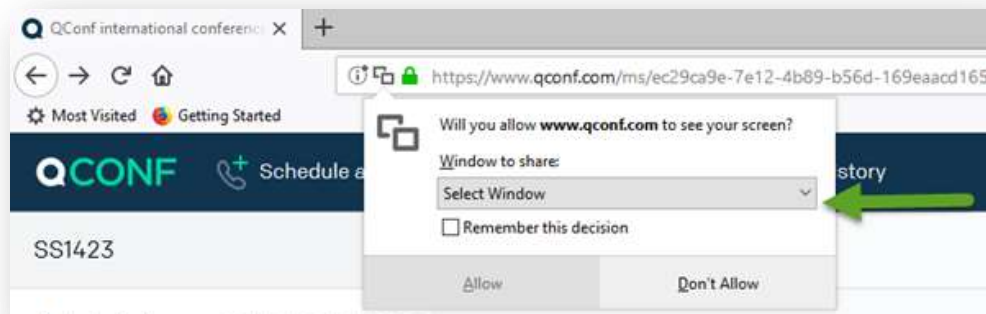 QConf international conferenc
https://www.qconf.com/ms/ec29ca9e-7e12-4b89-b56d-169eaacd165
Most Visited Getting Started
Will you allow www.qconf.com to see your screen?
QCONF Schedule a story
Window to share:
Select Window
Remember this decision
SS1423
Allow Don't Allow